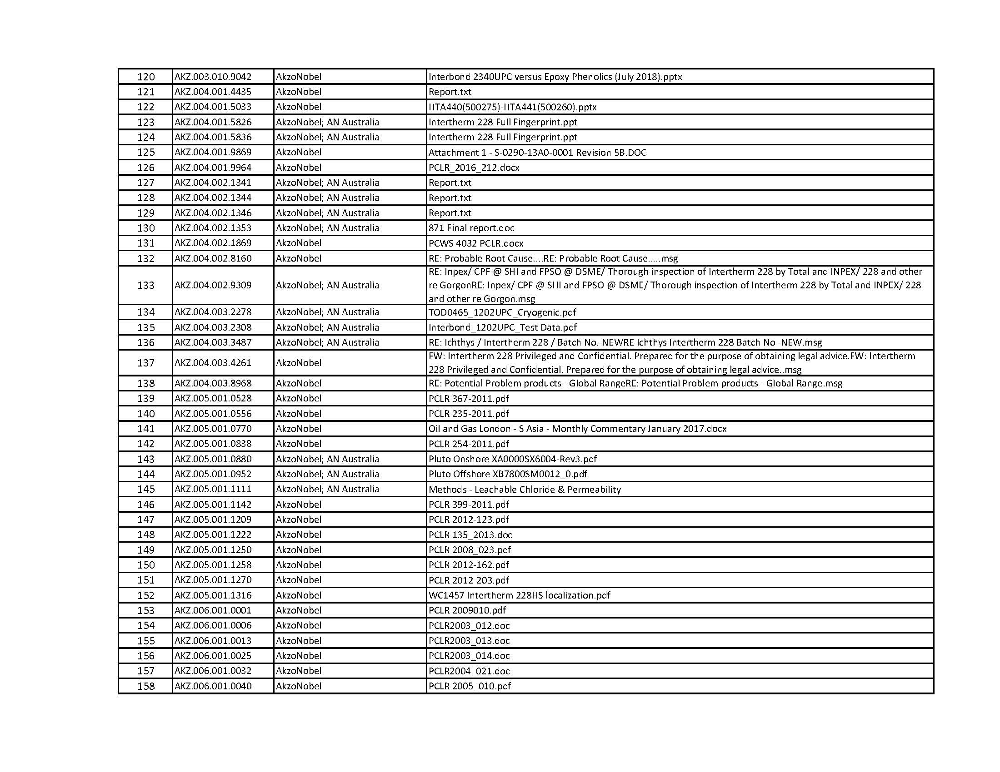 120 AKZ.003.010.9042 AkzoNobel Interbond 2340UPC versus Epoxy Phenolics (July 2018).pptx
121 AKZ.004.001.4435 AkzoNobel Report.txt
122 AKZ.004.001.5033 AkzoNobel HTA440(500275)-HTA441(500260).pptx
123 AKZ.004.001.5826 AkzoNobel; AN Australia Intertherm 228 Full Fingerprint.ppt
124 AKZ.004.001.5836 AkzoNobel; AN Australia Intertherm 228 Full Fingerprint.ppt
125 AKZ.004.001.9869 AkzoNobel Attachment 1 - S-0290-13A0-0001 Revision 5B.DOC
126 AKZ.004.001.9964 AkzoNobel PCLR_2016_212.docx
127 AKZ.004.002.1341 AkzoNobel; AN Australia Report.txt
128 AKZ.004.002.1344 AkzoNobel; AN Australia Report.txt
129 AKZ.004.002.1346 AkzoNobel; AN Australia Report.txt
130 AKZ.004.002.1353 AkzoNobel; AN Australia 871 Final report.doc
131 AKZ.004.002.1869 AkzoNobel PCWS 4032 PCLR.docx
132 AKZ.004.002.8160 AkzoNobel RE: Probable Root Cause....RE: Probable Root Cause.....msg
133 AKZ.004.002.9309 AkzoNobel; AN Australia RE: Inpex/ CPF @ SHI and FPSO @ DSME/ Thorough inspection of Intertherm 228 by Total and INPEX/ 228 and other
re GorgonRE: Inpex/ CPF @ SHI and FPSO @ DSME/ Thorough inspection of Intertherm 228 by Total and INPEX/ 228
and other re Gorgon.msg
134 AKZ.004.003.2278 AkzoNobel; AN Australia TOD0465_1202UPC_Cryogenic.pdf
135 AKZ.004.003.2308 AkzoNobel; AN Australia Interbond_1202UPC_Test Data.pdf
136 AKZ.004.003.3487 AkzoNobel; AN Australia RE: Ichthys / Intertherm 228 / Batch No.-NEWRE Ichthys Intertherm 228 Batch No -NEW.msg
137 AKZ.004.003.4261 AkzoNobel FW: Intertherm 228 Privileged and Confidential. Prepared for the purpose of obtaining legal advice.FW: Intertherm
228 Privileged and Confidential. Prepared for the purpose of obtaining legal advice..msg
138 AKZ.004.003.8968 AkzoNobel RE: Potential Problem products - Global RangeRE: Potential Problem products - Global Range.msg
139 AKZ.005.001.0528 AkzoNobel PCLR 367-2011.pdf
140 AKZ.005.001.0556 AkzoNobel PCLR 235-2011.pdf
141 AKZ.005.001.0770 AkzoNobel Oil and Gas London - S Asia - Monthly Commentary January 2017.docx
142 AKZ.005.001.0838 AkzoNobel PCLR 254-2011.pdf
143 AKZ.005.001.0880 AkzoNobel; AN Australia Pluto Onshore XA0000SX6004-Rev3.pdf
144 AKZ.005.001.0952 AkzoNobel; AN Australia Pluto Offshore XB7800SM0012_0.pdf
145 AKZ.005.001.1111 AkzoNobel; AN Australia Methods - Leachable Chloride & Permeability
146 AKZ.005.001.1142 AkzoNobel PCLR 399-2011.pdf
147 AKZ.005.001.1209 AkzoNobel PCLR 2012-123.pdf
148 AKZ.005.001.1222 AkzoNobel PCLR 135_2013.doc
149 AKZ.005.001.1250 AkzoNobel PCLR 2008_023.pdf
150 AKZ.005.001.1258 AkzoNobel PCLR 2012-162.pdf
151 AKZ.005.001.1270 AkzoNobel PCLR 2012-203.pdf
152 AKZ.005.001.1316 AkzoNobel WC1457 Intertherm 228HS localization.pdf
153 AKZ.006.001.0001 AkzoNobel PCLR 2009010.pdf
154 AKZ.006.001.0006 AkzoNobel PCLR2003_012.doc
155 AKZ.006.001.0013 AkzoNobel PCLR2003_013.doc
156 AKZ.006.001.0025 AkzoNobel PCLR2003_014.doc
157 AKZ.006.001.0032 AkzoNobel PCLR2004_021.doc
158 AKZ.006.001.0040 AkzoNobel PCLR 2005_010.pdf